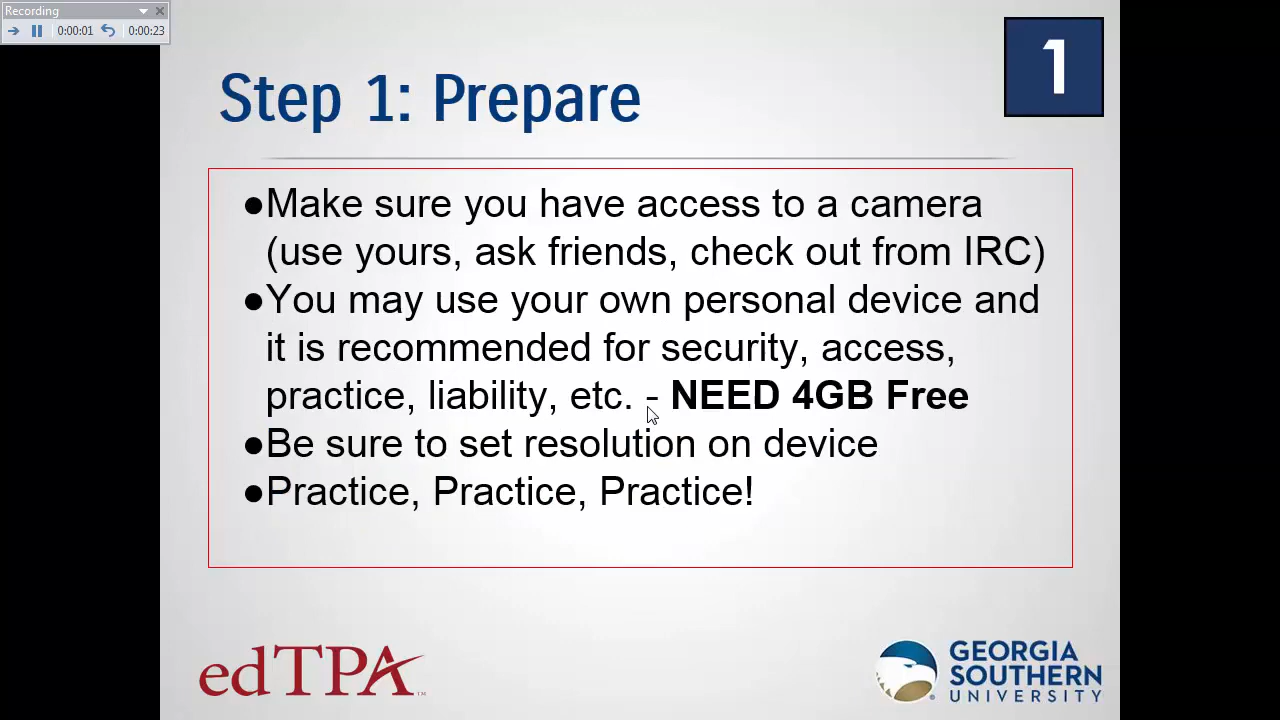 Recording
0:00:01 0:00:23
1
Step 1: Prepare
●Make sure you have access to a camera
(use yours, ask friends, check out from IRC)
●You may use your own personal device and
it is recommended for security, access,
practice, liability, etc. - NEED 4GB Free
●Be sure to set resolution on device
●Practice, Practice, Practice!
edTPA™
GEORGIA
SOUTHERN
UNIVERSITY